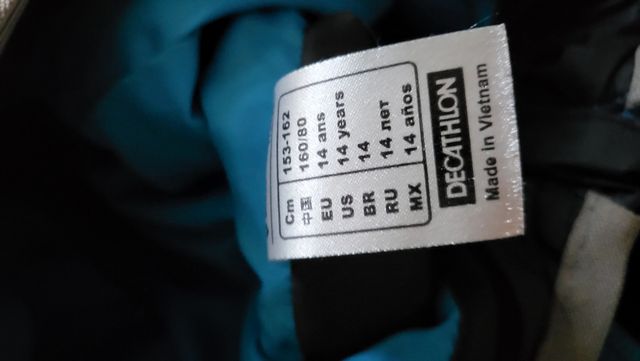 Cm 153-162
中国 160/80
EU 14 ans
US 14 years
BR 14
RU 14 лет
MX 14 años
DECATHLON
Made in Vietnam